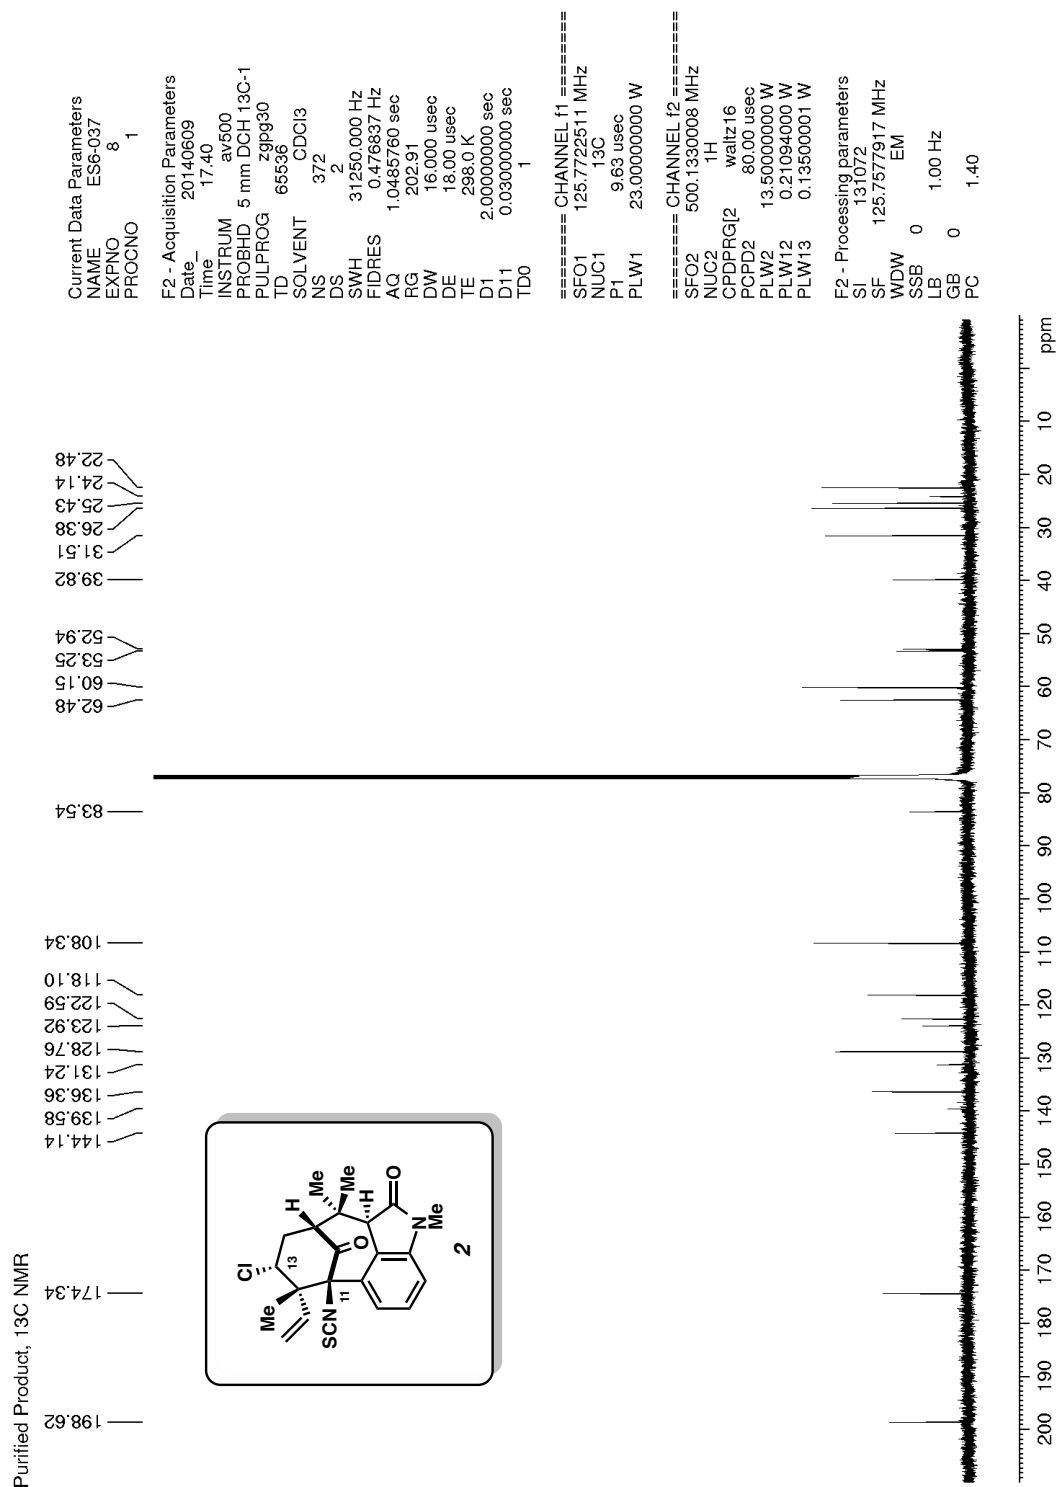 Purified Product, 13C NMR
198.62
174.34
144.14
139.58
136.36
131.24
128.76
123.92
122.59
118.10
108.34
83.54
62.48
60.15
53.25
52.94
39.82
31.51
26.38
25.43
24.14
22.48
Cl
13
H
Me
Me
Me
H
O
O
SCN
11
N
Me
2
Current Data Parameters
NAME ES6-037
EXPNO 8
PROCNO 1
F2 - Acquisition Parameters
Date_ 20140609
Time 17.40
INSTRUM av500
PROBHD 5 mm DCH 13C-1
PULPROG zgpg30
TD 65536
SOLVENT CDCl3
NS 372
DS 2
SWH 31250.000 Hz
FIDRES 0.476837 Hz
AQ 1.0485760 sec
RG 202.91
DW 16.000 usec
DE 18.00 usec
TE 298.0 K
D1 2.00000000 sec
D11 0.03000000 sec
TD0 1
======== CHANNEL f1 ========
SFO1 125.7722511 MHz
NUC1 13C
P1 9.63 usec
PLW1 23.00000000 W
======== CHANNEL f2 ========
SFO2 500.1330008 MHz
NUC2 1H
CPDPRG[2 waltz16
PCPD2 80.00 usec
PLW2 13.50000000 W
PLW12 0.21094000 W
PLW13 0.13500001 W
F2 - Processing parameters
SI 131072
SF 125.7577917 MHz
WDW EM
SSB 0
LB 1.00 Hz
GB 0
PC 1.40
200 190 180 170 160 150 140 130 120 110 100 90 80 70 60 50 40 30 20 10 ppm